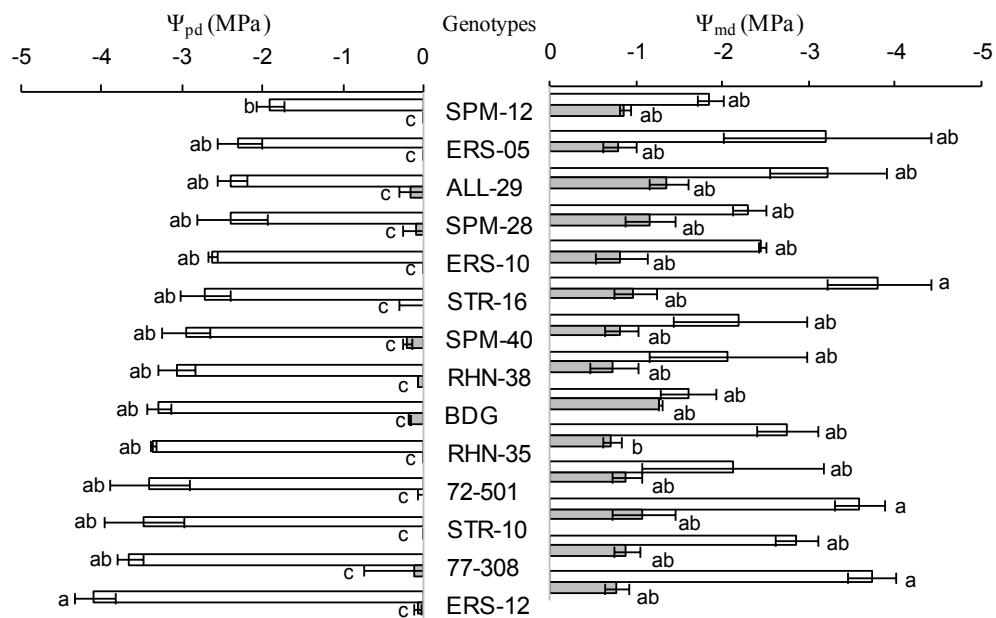 Ψpd (MPa) Genotypes Ψmd (MPa)
-5 -4 -3 -2 -1 0 0 -1 -2 -3 -4 -5
b c SPM-12 ab ab
ab c ERS-05 ab ab
ab c ALL-29 ab ab
ab c SPM-28 ab ab
ab c ERS-10 ab ab
ab c STR-16 a ab
ab c SPM-40 ab ab
ab c RHN-38 ab ab
ab c BDG ab ab
ab c RHN-35 ab b
ab c 72-501 ab ab
ab c STR-10 a ab
ab c 77-308 ab ab
a c ERS-12 a ab